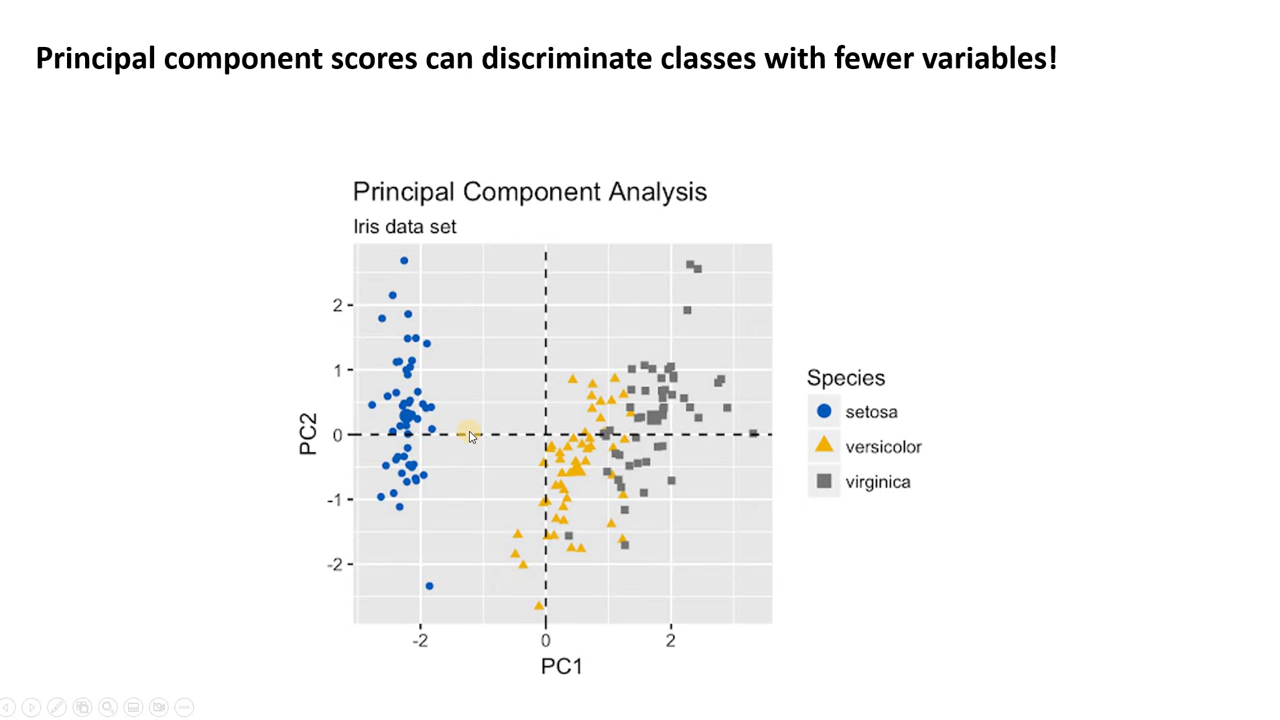 Principal component scores can discriminate classes with fewer variables!
Principal Component Analysis
Iris data set
2
1
0
-1
-2
PC2
-2
0
2
PC1
Species
setosa
versicolor
virginica